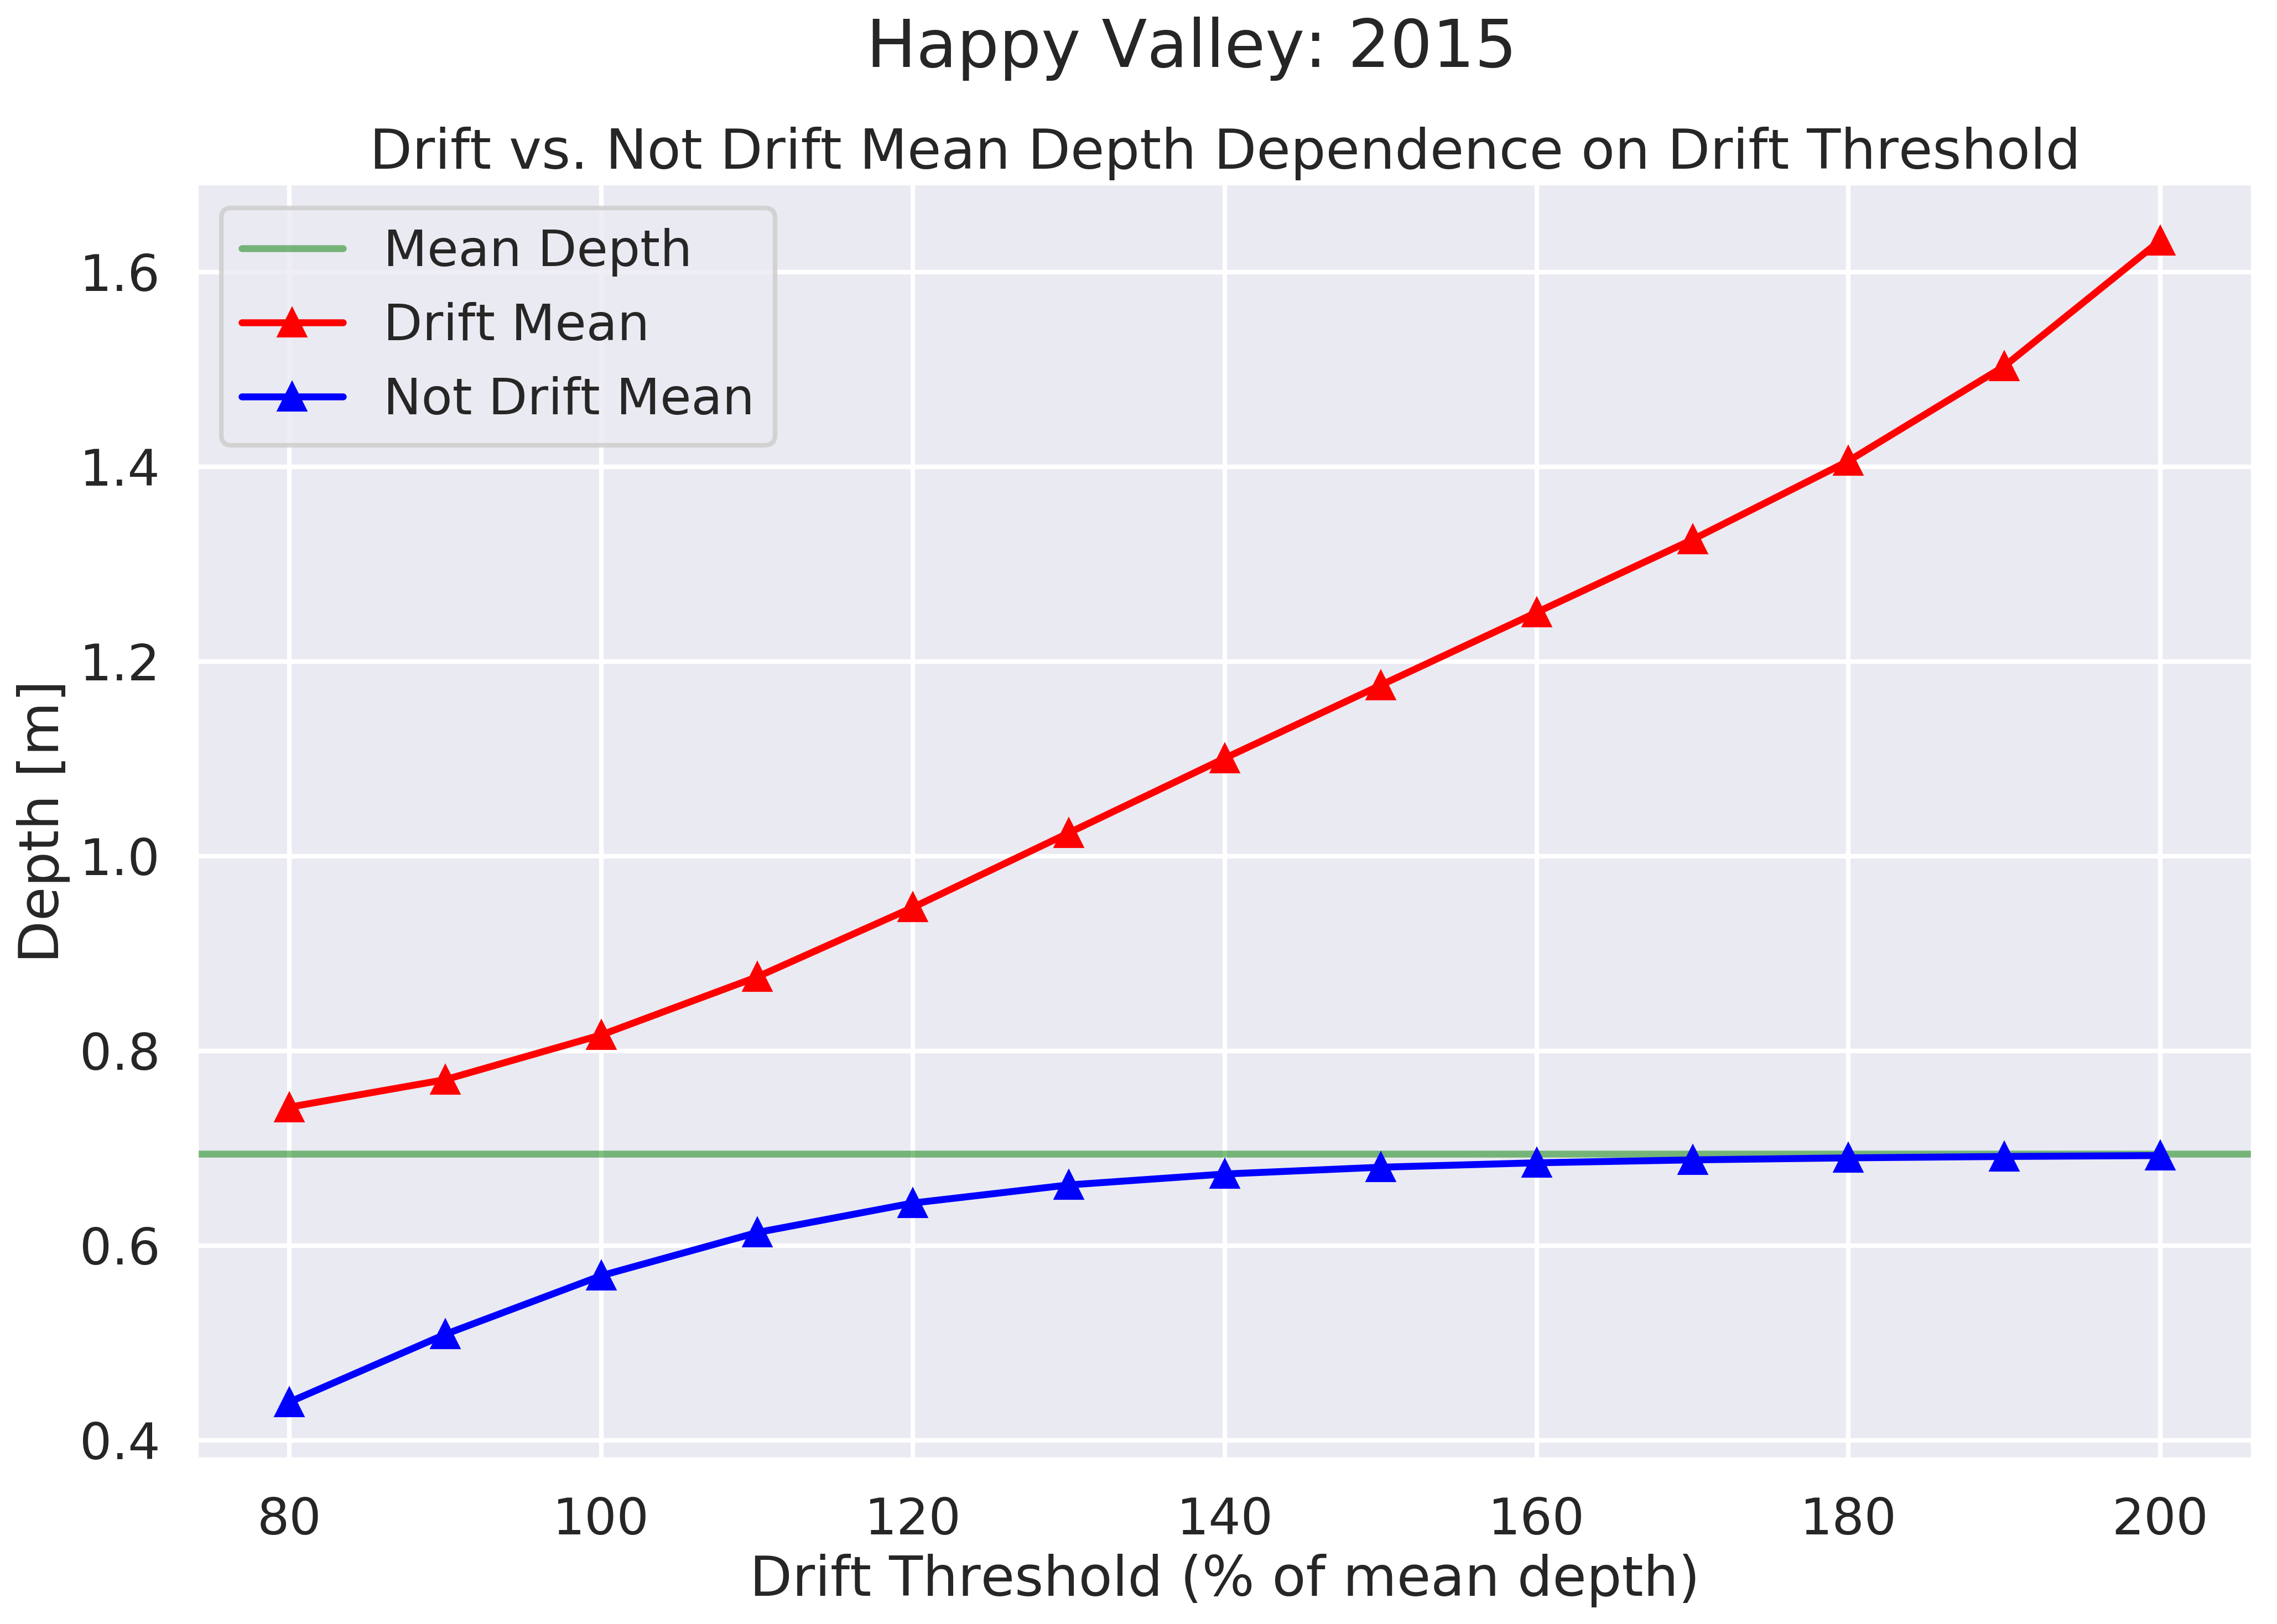 Happy Valley: 2015
Drift vs. Not Drift Mean Depth Dependence on Drift Threshold
Mean Depth
Drift Mean
Not Drift Mean
Depth [m]
1.6
1.4
1.2
1.0
0.8
0.6
0.4
80 100 120 140 160 180 200
Drift Threshold (% of mean depth)